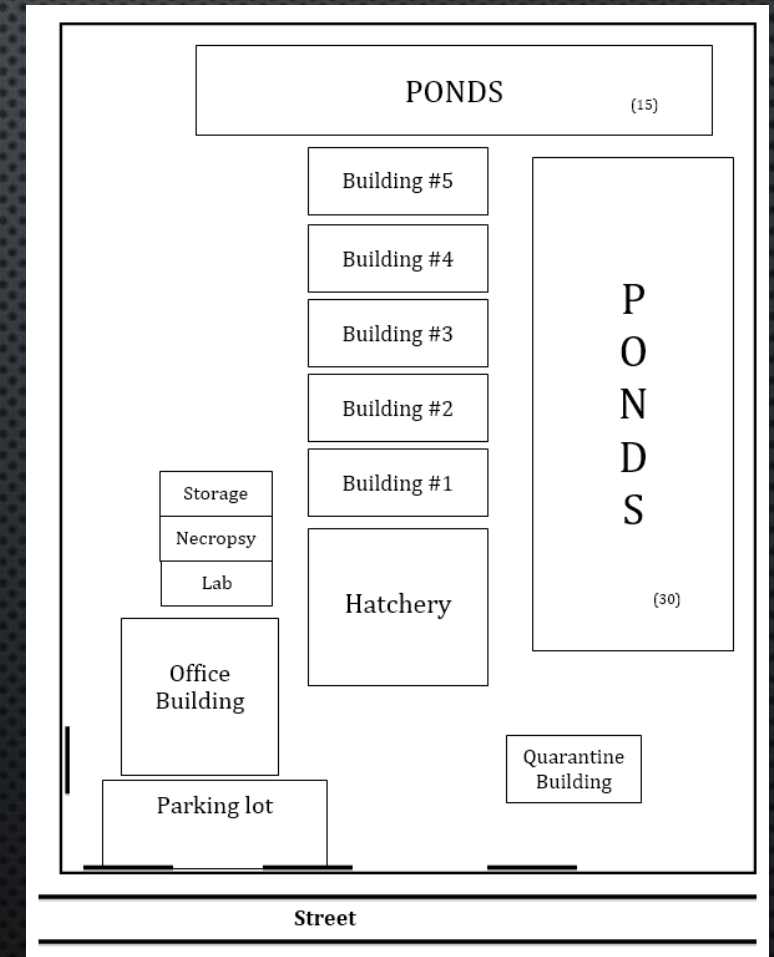 PONDS
(15)
Building #5
Building #4
Building #3
Building #2
Building #1
P
O
N
D
S
(30)
Storage
Necropsy
Lab
Hatchery
Office
Building
Quarantine
Building
Parking lot
Street